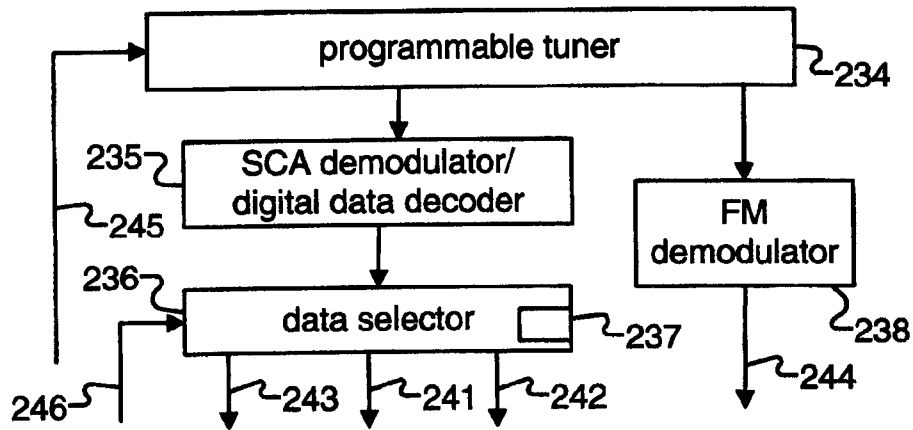 programmable tuner
234
235
SCA demodulator/
digital data decoder
245
FM
demodulator
236
data selector
237
238
246
243
241
242
244